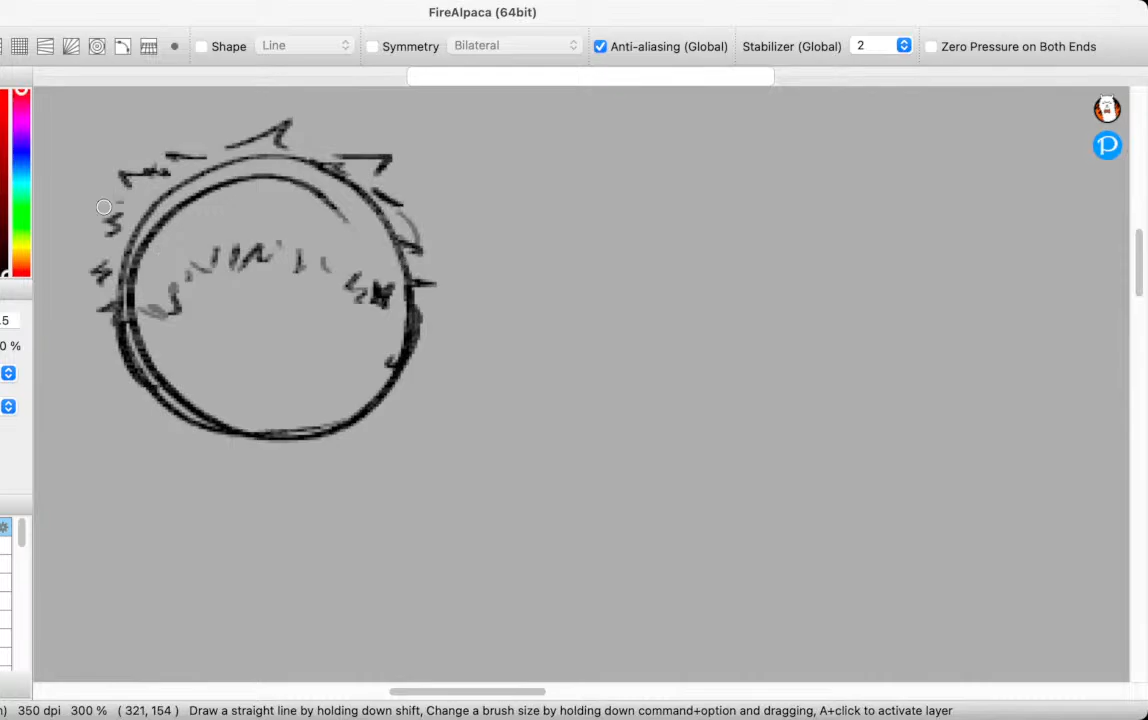 FireAlpaca (64bit)
Shape Line Symmetry Bilateral Anti-aliasing (Global) Stabilizer (Global) 2 Zero Pressure on Both Ends
.5
0 %
350 dpi 300 % ( 321, 154 ) Draw a straight line by holding down shift, Change a brush size by holding down command+option and dragging, A+click to activate layer